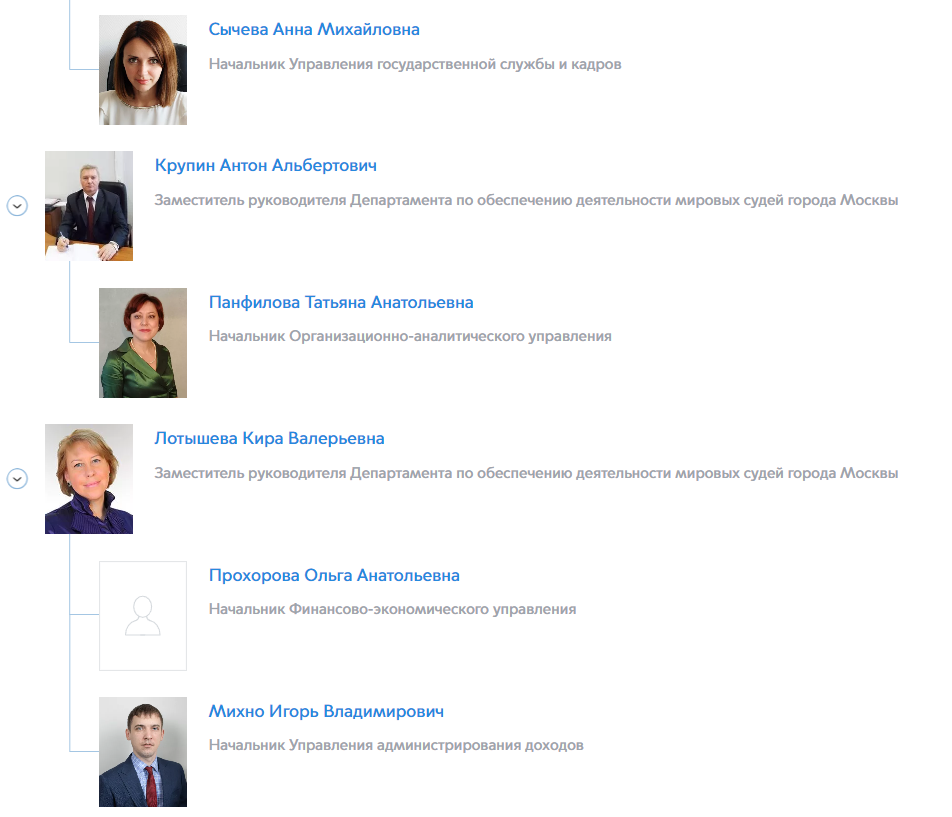 Сычева Анна Михайловна
Начальник Управления государственной службы и кадров
Крупин Антон Альбертович
Заместитель руководителя Департамента по обеспечению деятельности мировых судей города Москвы
Панфилова Татьяна Анатольевна
Начальник Организационно-аналитического управления
Лотышева Кира Валерьевна
Заместитель руководителя Департамента по обеспечению деятельности мировых судей города Москвы
Прохорова Ольга Анатольевна
Начальник Финансово-экономического управления
Михно Игорь Владимирович
Начальник Управления администрирования доходов